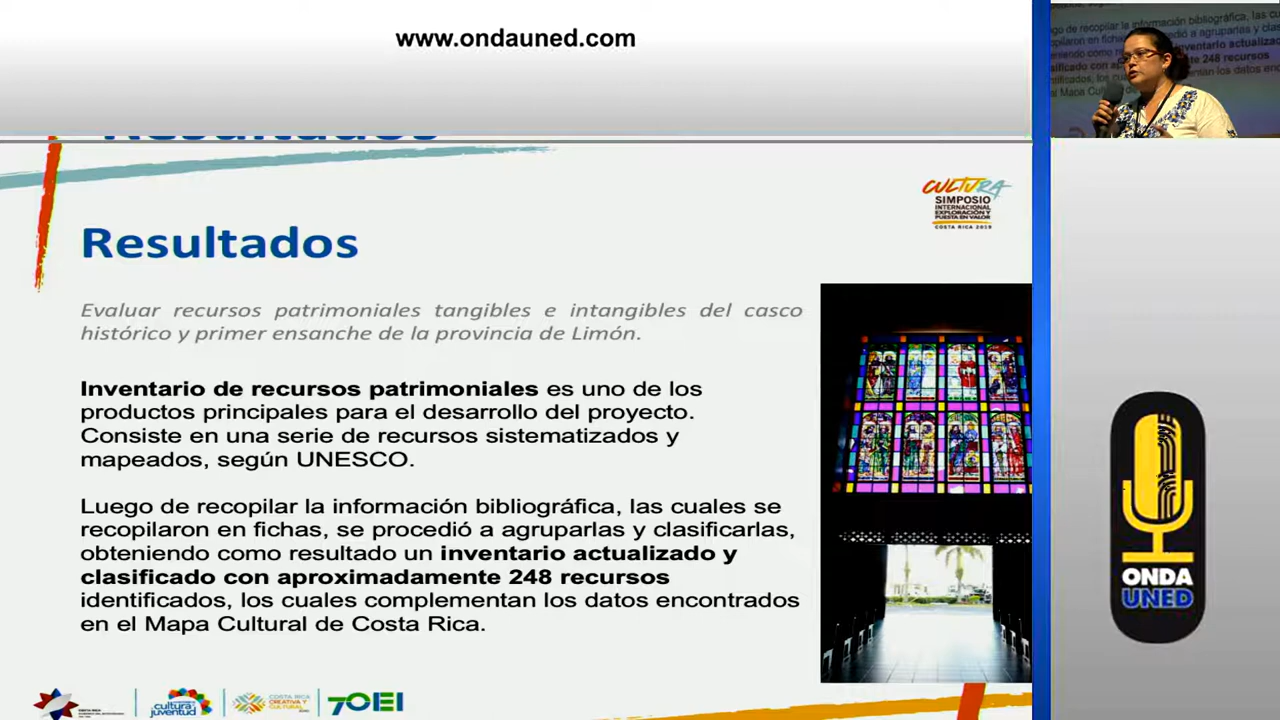 www.ondauned.com
Resultados
CULTURA
SIMPOSIO
INTERNACIONAL
EXPLORACIÓN Y
PUESTA EN VALOR
COSTA RICA 2019
Resultados
Evaluar recursos patrimoniales tangibles e intangibles del casco
histórico y primer ensanche de la provincia de Limón.
Inventario de recursos patrimoniales es uno de los
productos principales para el desarrollo del proyecto.
Consiste en una serie de recursos sistematizados y
mapeados, según UNESCO.
Luego de recopilar la información bibliográfica, las cuales se
recopilaron en fichas, se procedió a agruparlas y clasificarlas,
obteniendo como resultado un inventario actualizado y
clasificado con aproximadamente 248 recursos
identificados, los cuales complementan los datos encontrados
en el Mapa Cultural de Costa Rica.
ONDA
UNED
COSTA RICA
cultura
juventud
COSTA RICA
CREATIVA Y
CULTURAL
7OEI